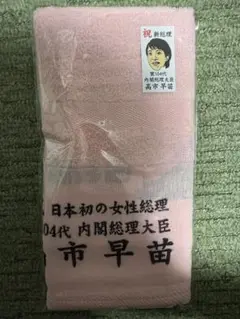 祝 新総理
第104代
内閣総理大臣
高市 早苗
日本初の女性総理
04代 内閣総理大臣
市早苗